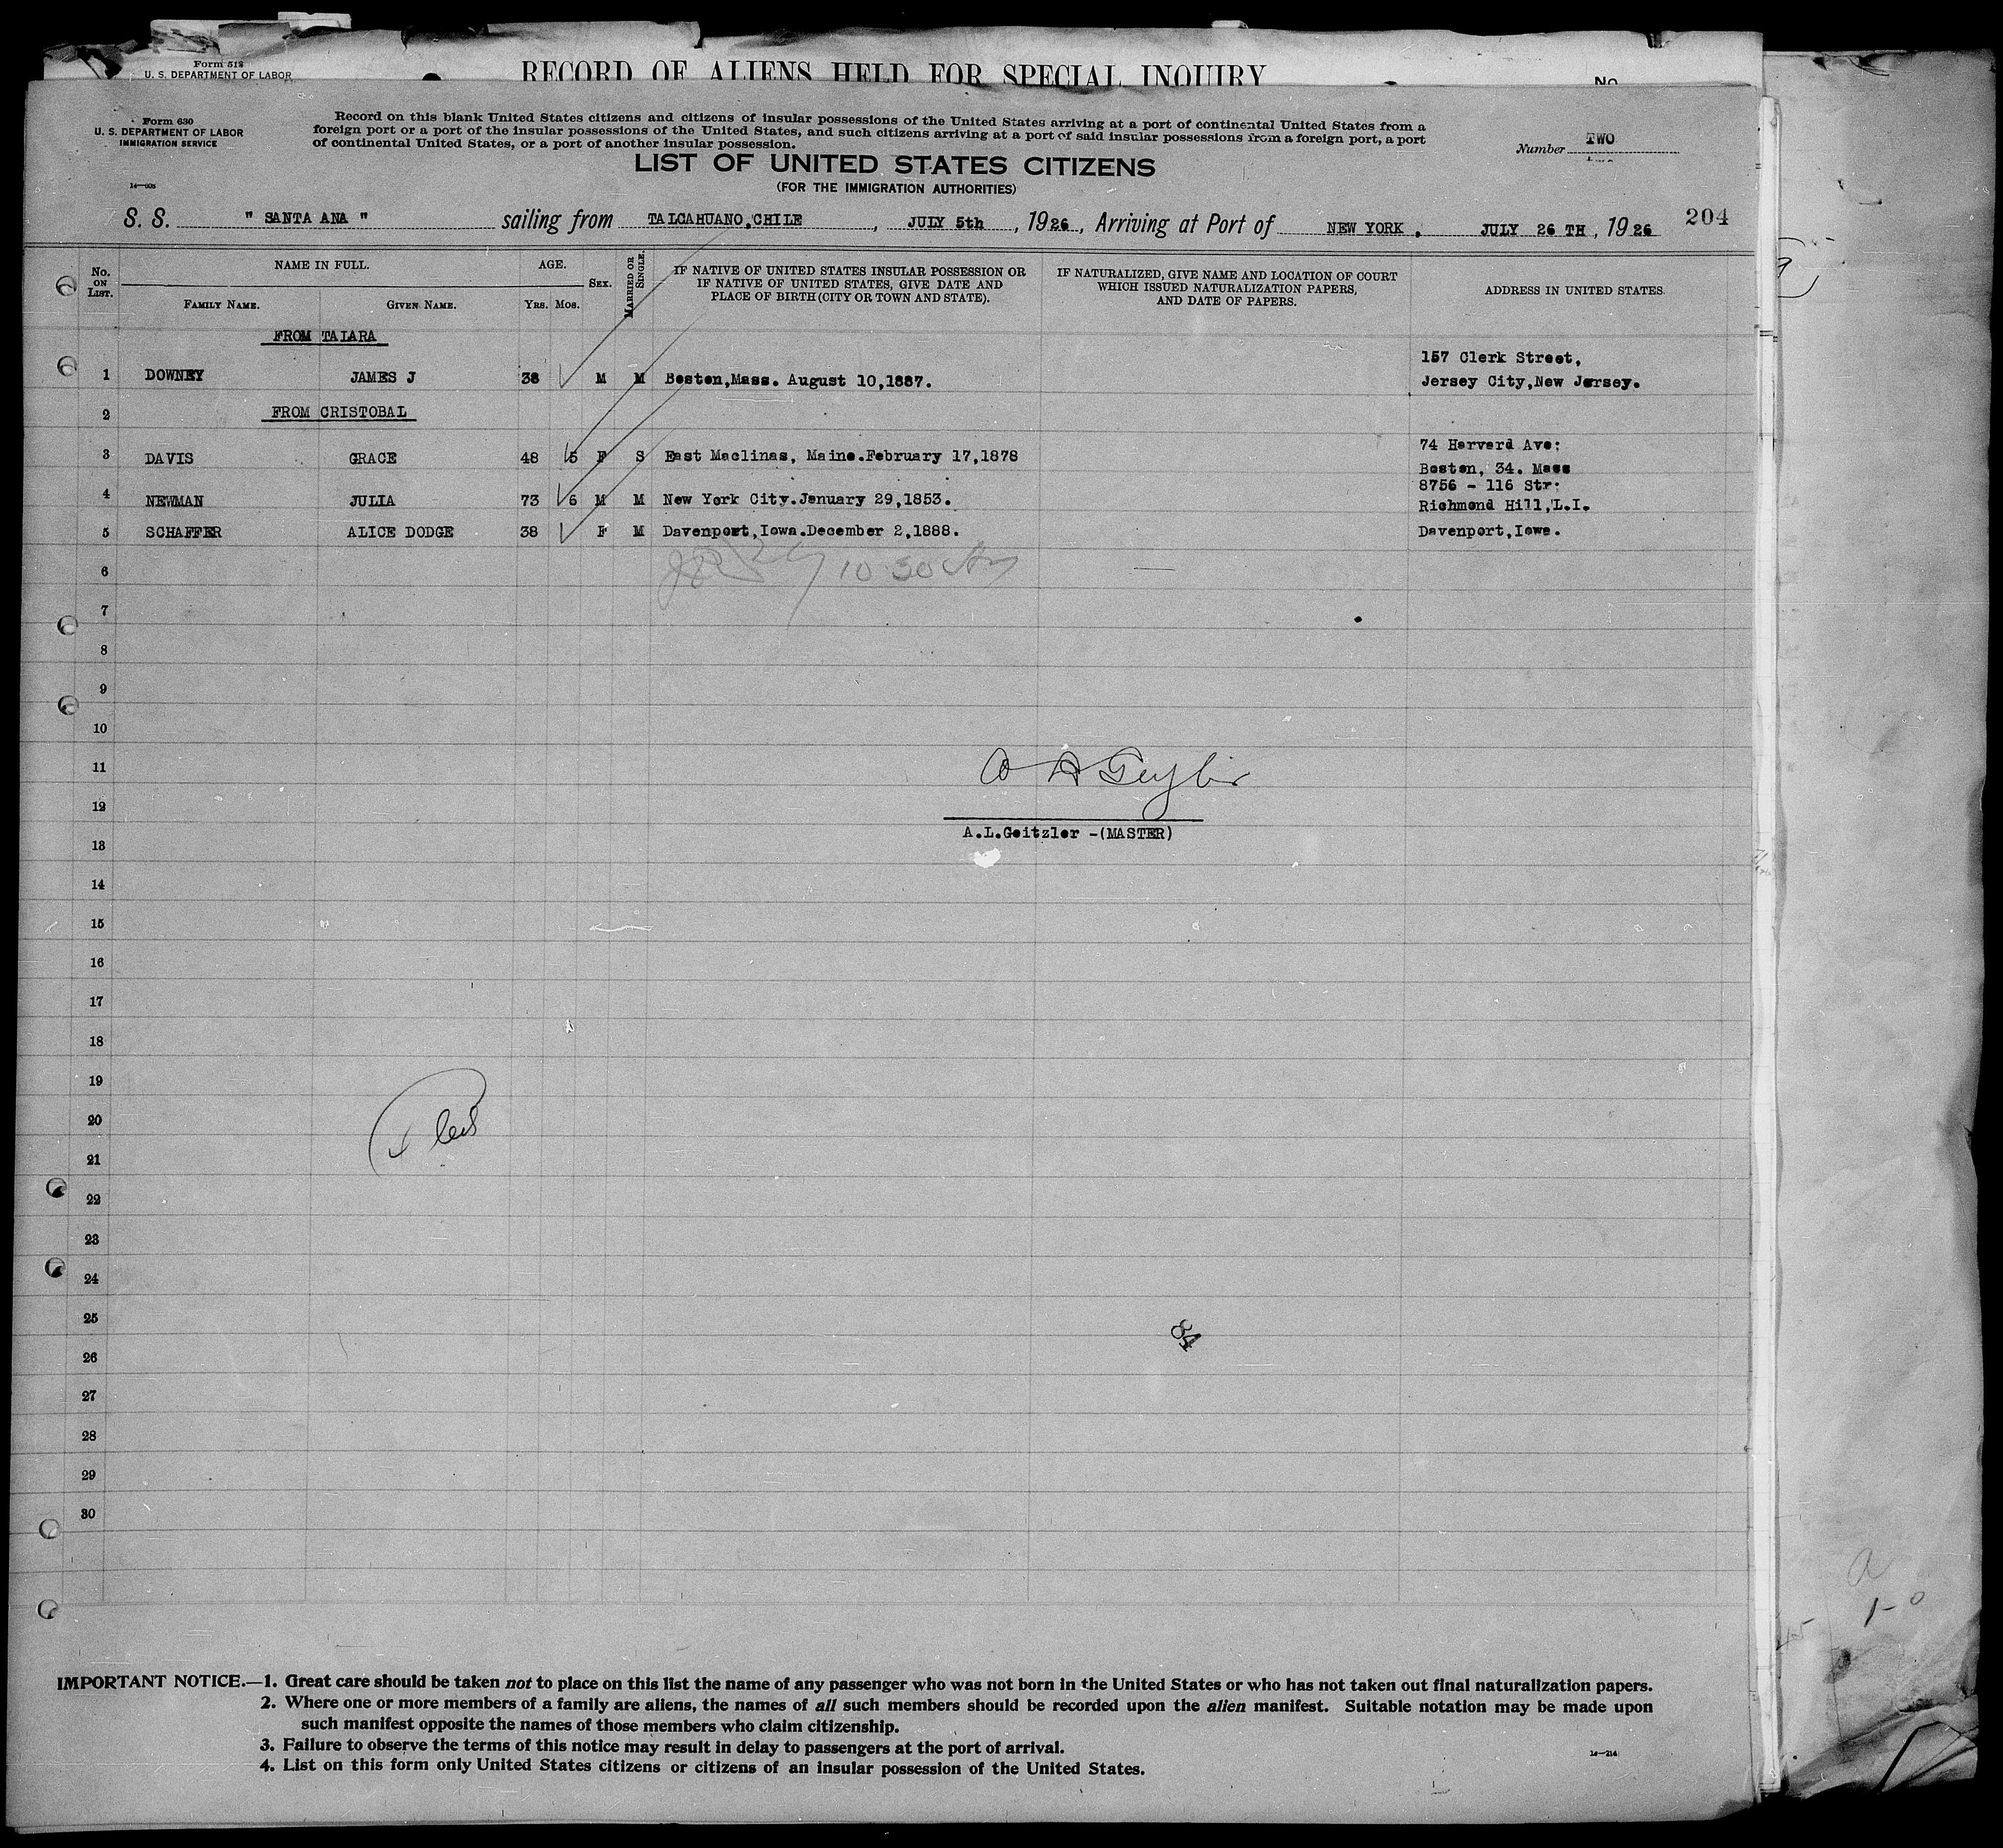 Form 518
U. S. DEPARTMENT OF LABOR
RECORD OF ALIENS HELD FOR SPECIAL INQUIRY
No.
Form 630
U. S. DEPARTMENT OF LABOR
IMMIGRATION SERVICE
Record on this blank United States citizens and citizens of insular possessions of the United States arriving at a port of continental United States from a
foreign port or a port of the insular possessions of the United States, and such citizens arriving at a port of said insular possessions from a foreign port, a port
of continental United States, or a port of another insular possession.
Number TWO
LIST OF UNITED STATES CITIZENS
(FOR THE IMMIGRATION AUTHORITIES)
S. S. " SANTA ANA " sailing from TALCAHUANO,CHILE , JULY 5th , 1926, Arriving at Port of NEW YORK , JULY 26 TH , 1926 204
No. ON LIST. NAME IN FULL. AGE. SEX. MARRIED OR SINGLE. IF NATIVE OF UNITED STATES INSULAR POSSESSION OR IF NATIVE OF UNITED STATES, GIVE DATE AND PLACE OF BIRTH (CITY OR TOWN AND STATE). IF NATURALIZED, GIVE NAME AND LOCATION OF COURT WHICH ISSUED NATURALIZATION PAPERS, AND DATE OF PAPERS. ADDRESS IN UNITED STATES.
FAMILY NAME. GIVEN NAME. YRS. MOS.
FROM TALARA
157 Clerk Street,
1 DOWNEY JAMES J 38 M M Boston,Mass. August 10,1887. Jersey City,New Jersey.
2 FROM CRISTOBAL
74 Harverd Ave:
3 DAVIS GRACE 48 5 F S East Maclinas, Maine.February 17,1878
Boston, 34. Mass
8756 - 116 Str:
4 NEWMAN JULIA 73 6 M M New York City.January 29,1853. Richmond Hill,L.I.
5 SCHAFFER ALICE DODGE 38 F M Davenport,Iowa.December 2,1888. Davenport,Iowa.
6 10 30 AM
7
8
9
10
11
12
A.L.Geitzler -(MASTER)
13
14
15
16
17
18
19
20
21
22
23
24
25
84
26
27
28
29
30
IMPORTANT NOTICE.—1. Great care should be taken not to place on this list the name of any passenger who was not born in the United States or who has not taken out final naturalization papers.
2. Where one or more members of a family are aliens, the names of all such members should be recorded upon the alien manifest. Suitable notation may be made upon
such manifest opposite the names of those members who claim citizenship.
3. Failure to observe the terms of this notice may result in delay to passengers at the port of arrival.
4. List on this form only United States citizens or citizens of an insular possession of the United States.